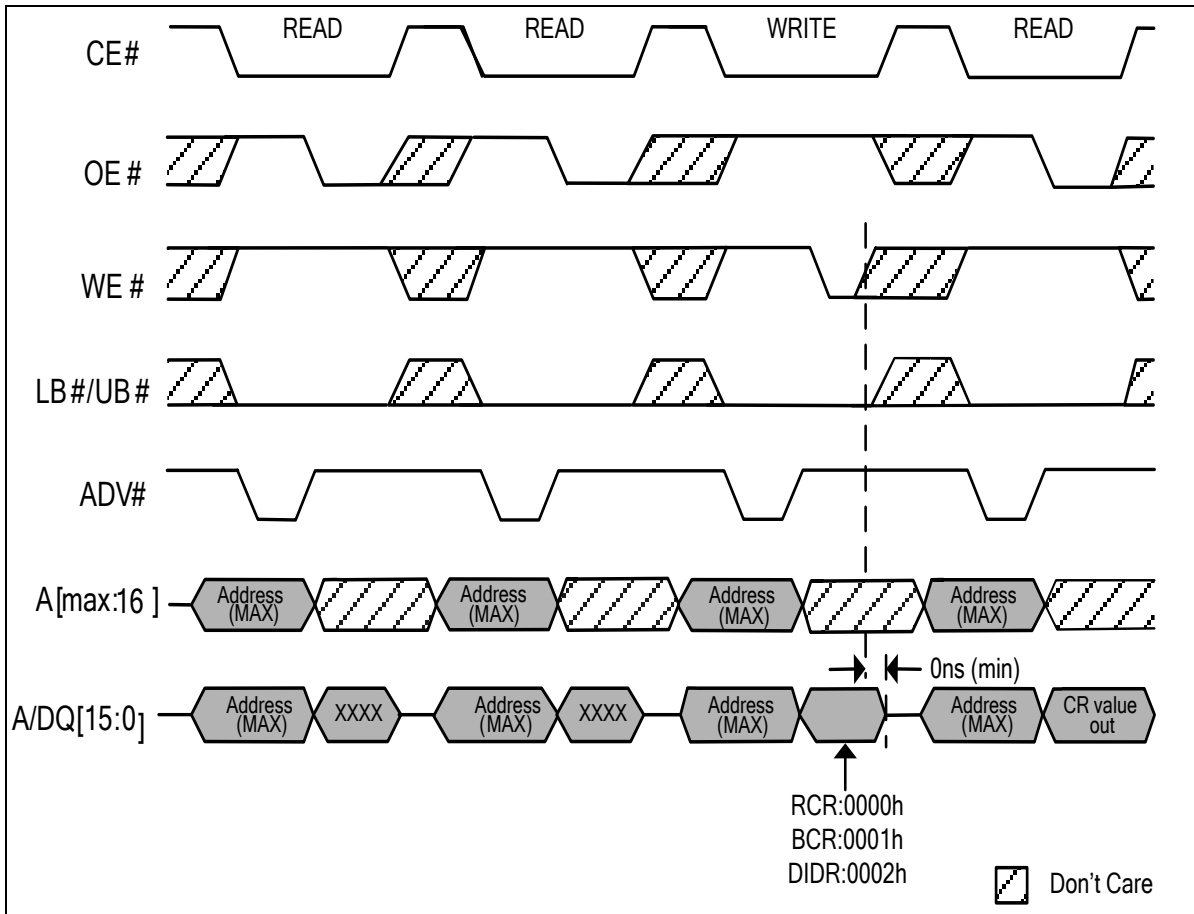 READ READ WRITE READ
CE#
OE #
WE #
LB#/UB#
ADV#
A[max:16 ] Address (MAX) Address (MAX) Address (MAX) Address (MAX)
0ns (min)
A/DQ[15:0] Address (MAX) XXXX Address (MAX) XXXX Address (MAX) Address (MAX) CR value out
RCR:0000h
BCR:0001h
DIDR:0002h
Don't Care